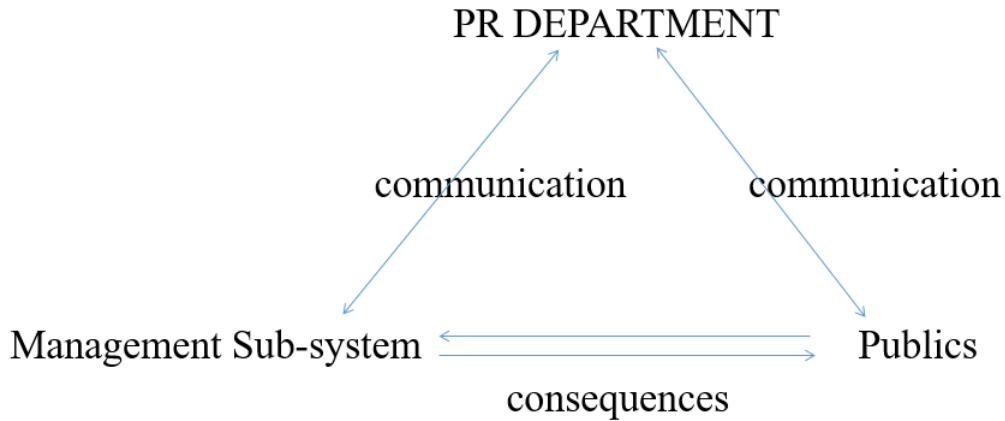 PR DEPARTMENT
communication
communication
Management Sub-system
Publics
consequences